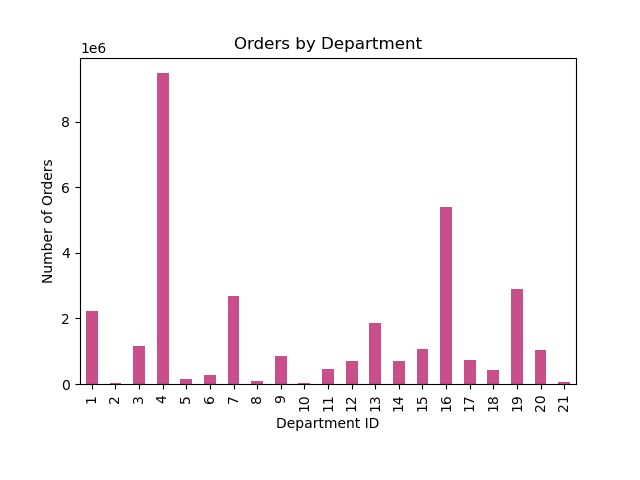 Orders by Department
1e6
8
6
4
2
0
Number of Orders
1 2 3 4 5 6 7 8 9 10 11 12 13 14 15 16 17 18 19 20 21
Department ID